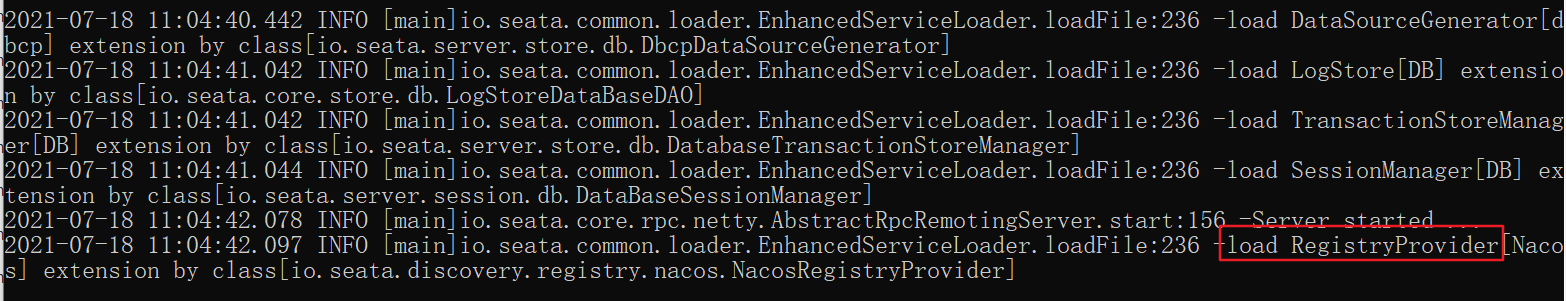 2021-07-18 11:04:40.442 INFO [main]io.seata.common.loader.EnhancedServiceLoader.loadFile:236 -load DataSourceGenerator[d
bcp] extension by class[io.seata.server.store.db.DbcpDataSourceGenerator]
2021-07-18 11:04:41.042 INFO [main]io.seata.common.loader.EnhancedServiceLoader.loadFile:236 -load LogStore[DB] extensio
n by class[io.seata.core.store.db.LogStoreDataBaseDAO]
2021-07-18 11:04:41.042 INFO [main]io.seata.common.loader.EnhancedServiceLoader.loadFile:236 -load TransactionStoreManag
er[DB] extension by class[io.seata.server.store.db.DatabaseTransactionStoreManager]
2021-07-18 11:04:41.044 INFO [main]io.seata.common.loader.EnhancedServiceLoader.loadFile:236 -load SessionManager[DB] ex
tension by class[io.seata.server.session.db.DataBaseSessionManager]
2021-07-18 11:04:42.078 INFO [main]io.seata.core.rpc.netty.AbstractRpcRemotingServer.start:156 -Server started ...
2021-07-18 11:04:42.097 INFO [main]io.seata.common.loader.EnhancedServiceLoader.loadFile:236 -load RegistryProvider[Naco
s] extension by class[io.seata.discovery.registry.nacos.NacosRegistryProvider]